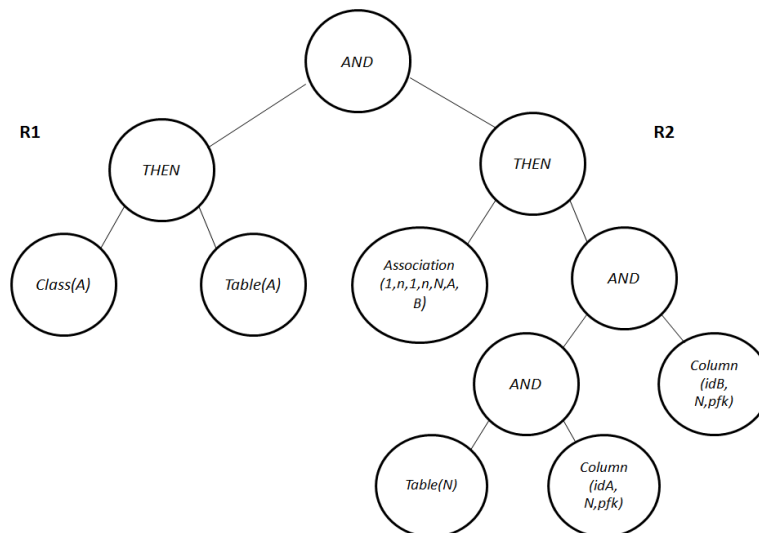 AND
R1
R2
THEN
THEN
Class(A)
Table(A)
Association
(1,n,1,n,N,A,
B)
AND
AND
Column
(idB,
N,pfk)
Table(N)
Column
(idA,
N,pfk)